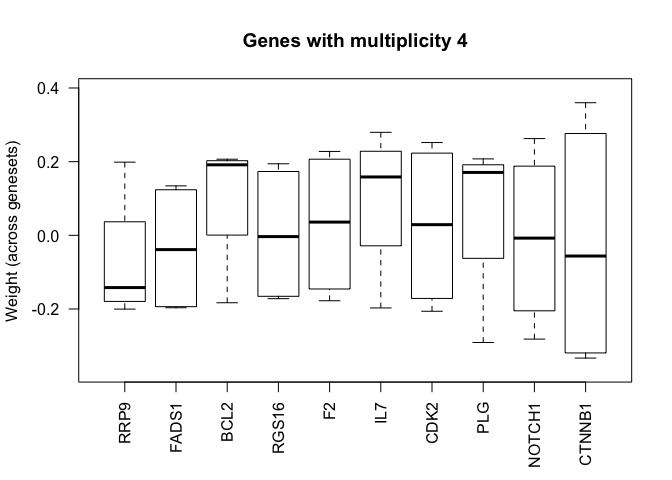 Genes with multiplicity 4
Weight (across genesets)
0.4
0.2
0.0
-0.2
RRP9
FADS1
BCL2
RGS16
F2
IL7
CDK2
PLG
NOTCH1
CTNNB1